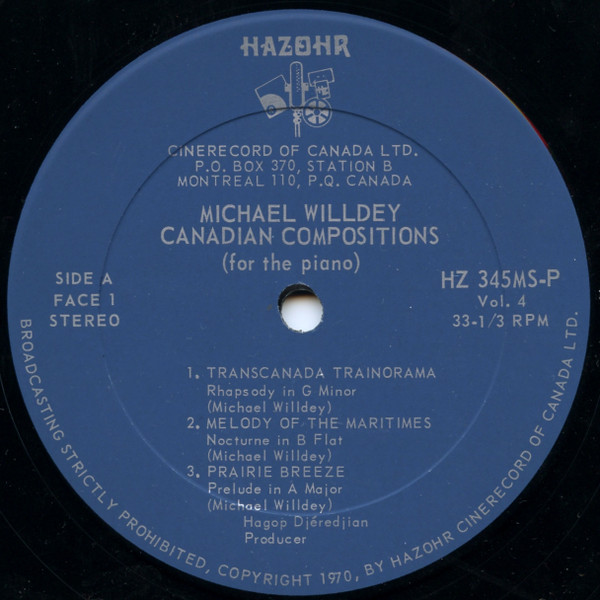 HAZOHR
CINERECORD OF CANADA LTD.
P.O. BOX 370, STATION B
MONTREAL 110, P.Q. CANADA
MICHAEL WILLDEY
CANADIAN COMPOSITIONS
(for the piano)
SIDE A
FACE 1
STEREO
HZ 345MS-P
Vol. 4
33-1/3 RPM
1. TRANSCANADA TRAINORAMA
Rhapsody in G Minor
(Michael Willdey)
2. MELODY OF THE MARITIMES
Nocturne in B Flat
(Michael Willdey)
3. PRAIRIE BREEZE
Prelude in A Major
(Michael Willdey)
Hagop Djéredjian
Producer
BROADCASTING STRICTLY PROHIBITED, COPYRIGHT 1970, BY HAZOHR CINERECORD OF CANADA LTD.